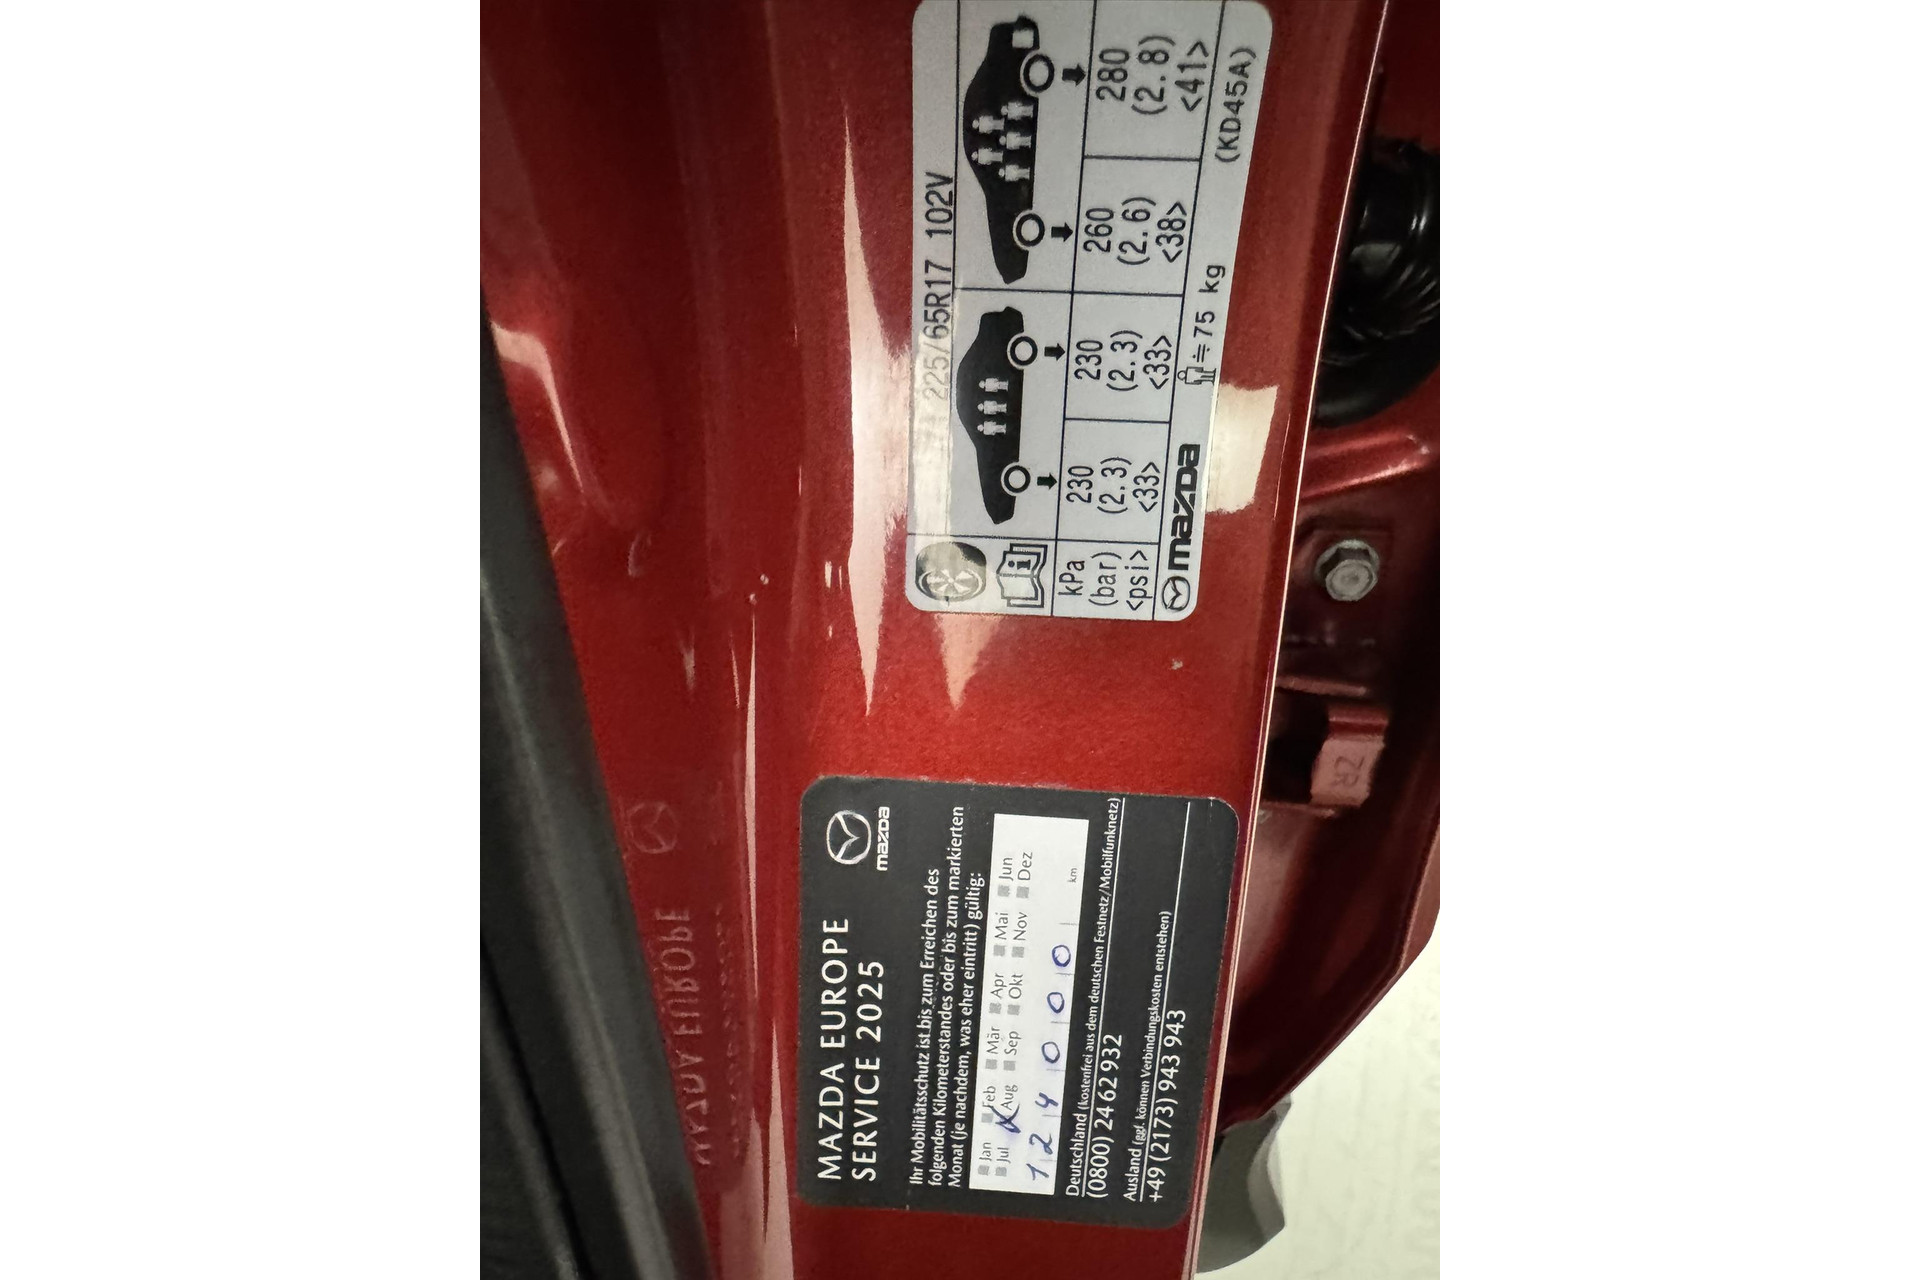 MAZDA EUROPE
SERVICE 2025
mazda
Ihr Mobilitätsschutz ist bis zum Erreichen des
folgenden Kilometerstandes oder bis zum markierten
Monat (je nachdem, was eher eintritt) gültig:
Jan Feb Mär Apr Mai Jun
Jul Aug Sep Okt Nov Dez
124000 km
Deutschland (kostenfrei aus dem deutschen Festnetz/Mobilfunknetz)
(0800) 24 62 932
Ausland (ggf. können Verbindungskosten entstehen)
+49 (2173) 943 943
225/65R17 102V
kPa 230 230 260 280
(bar) (2.3) (2.3) (2.6) (2.8)
<psi> <33> <33> <38> <41>
mazda ≒75 kg (KD45A)
ZR
MAZDA EUROPE